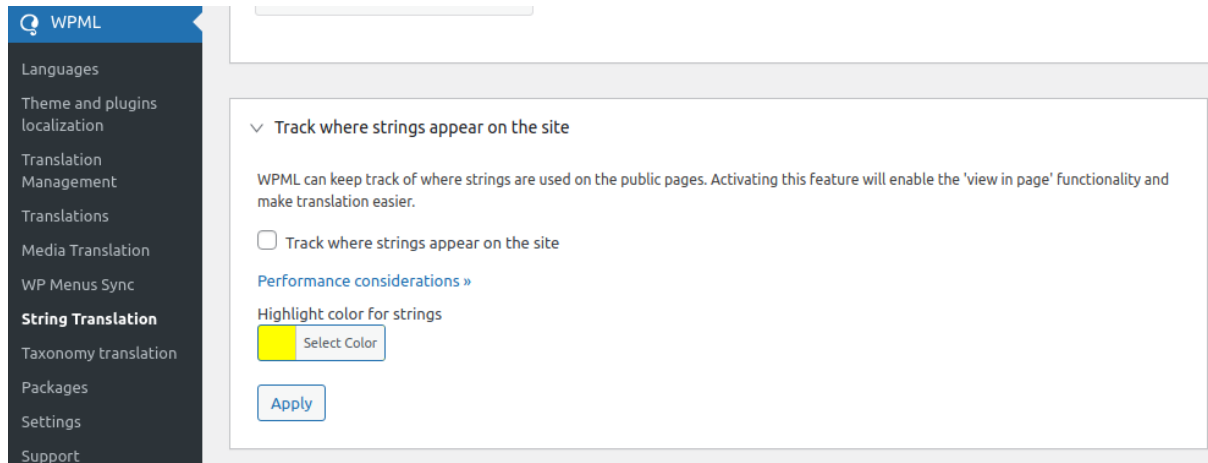 WPML
Languages
Theme and plugins
localization
Translation
Management
Translations
Media Translation
WP Menus Sync
String Translation
Taxonomy translation
Packages
Settings
Support
Track where strings appear on the site
WPML can keep track of where strings are used on the public pages. Activating this feature will enable the 'view in page' functionality and
make translation easier.
Track where strings appear on the site
Performance considerations »
Highlight color for strings
Select Color
Apply